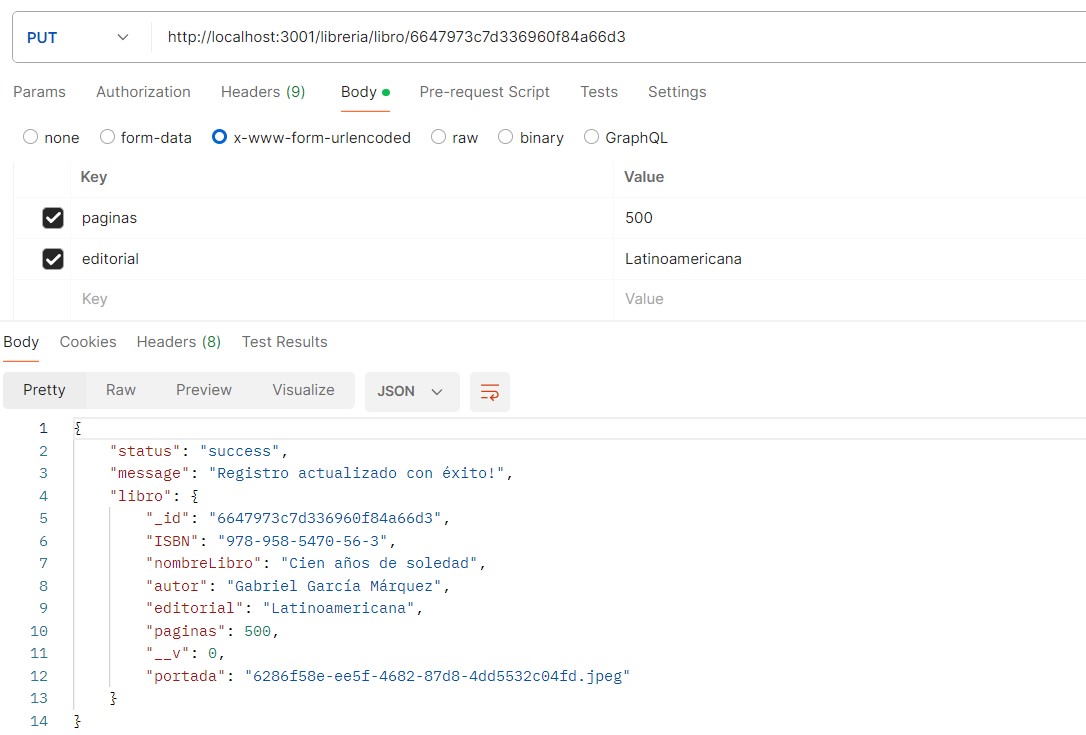 PUT http://localhost:3001/libreria/libro/6647973c7d336960f84a66d3
Params Authorization Headers (9) Body Pre-request Script Tests Settings
none form-data x-www-form-urlencoded raw binary GraphQL
Key Value
paginas 500
editorial Latinoamericana
Key Value
Body Cookies Headers (8) Test Results
Pretty Raw Preview Visualize JSON
1 {
2 "status": "success",
3 "message": "Registro actualizado con éxito!",
4 "libro": {
5 "_id": "6647973c7d336960f84a66d3",
6 "ISBN": "978-958-5470-56-3",
7 "nombreLibro": "Cien años de soledad",
8 "autor": "Gabriel García Márquez",
9 "editorial": "Latinoamericana",
10 "paginas": 500,
11 "__v": 0,
12 "portada": "6286f58e-ee5f-4682-87d8-4dd5532c04fd.jpeg"
13 }
14 }